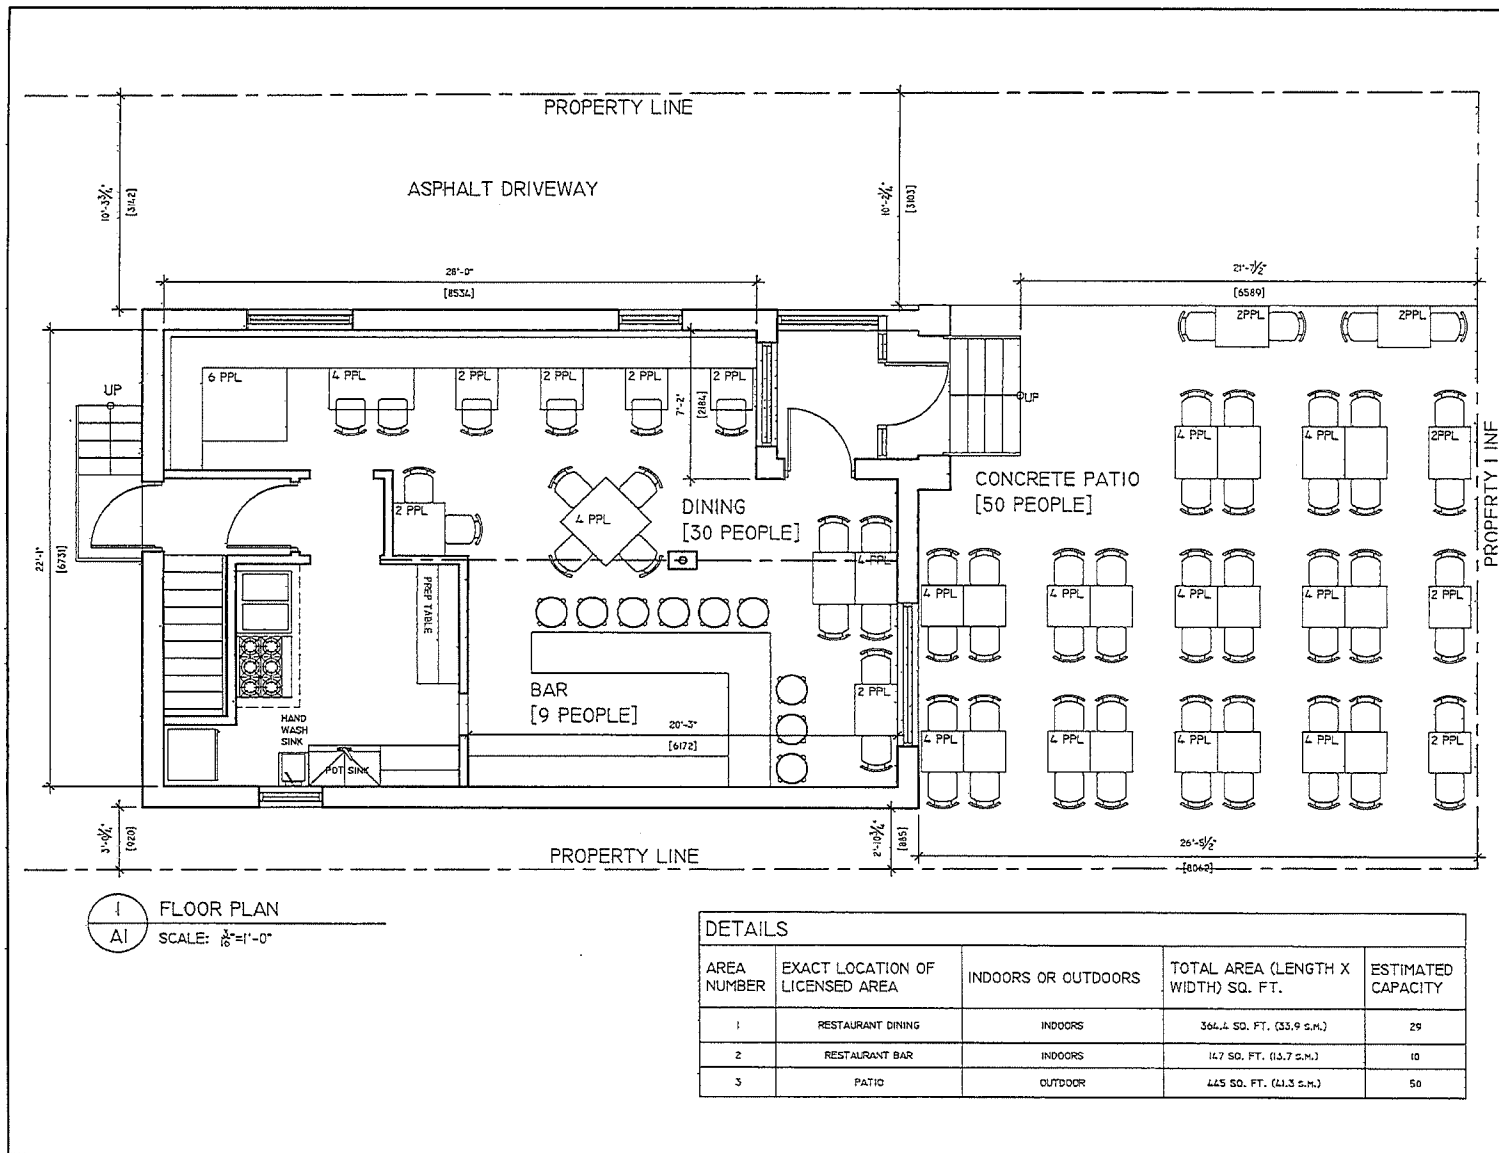 PROPERTY LINE
ASPHALT DRIVEWAY
10'-3¾"
[3142]
10'-2¼"
[3103]
28'-0"
[8534]
21'-7½"
[6589]
2PPL
2PPL
UP
6 PPL
4 PPL
2 PPL
2 PPL
2 PPL
2 PPL
7'-2"
[2184]
UP
4 PPL
4 PPL
2PPL
PROPERTY LINE
CONCRETE PATIO
[50 PEOPLE]
2 PPL
4 PPL
DINING
[30 PEOPLE]
22'-1"
[6731]
4 PPL
PREP TABLE
4 PPL
4 PPL
4 PPL
4 PPL
2 PPL
BAR
[9 PEOPLE]
2 PPL
20'-3"
[6172]
HAND
WASH
SINK
POT SINK
4 PPL
4 PPL
4 PPL
4 PPL
2 PPL
3'-0¼"
[920]
2'-10¾"
[885]
26'-5½"
[8062]
PROPERTY LINE
1
A1
FLOOR PLAN
SCALE: 3/16"=1'-0"
DETAILS
AREA NUMBER
EXACT LOCATION OF LICENSED AREA
INDOORS OR OUTDOORS
TOTAL AREA (LENGTH X WIDTH) SQ. FT.
ESTIMATED CAPACITY
1 RESTAURANT DINING INDOORS 364.4 SQ. FT. (33.9 S.M.) 29
2 RESTAURANT BAR INDOORS 147 SQ. FT. (13.7 S.M.) 10
3 PATIO OUTDOOR 445 SQ. FT. (41.3 S.M.) 50